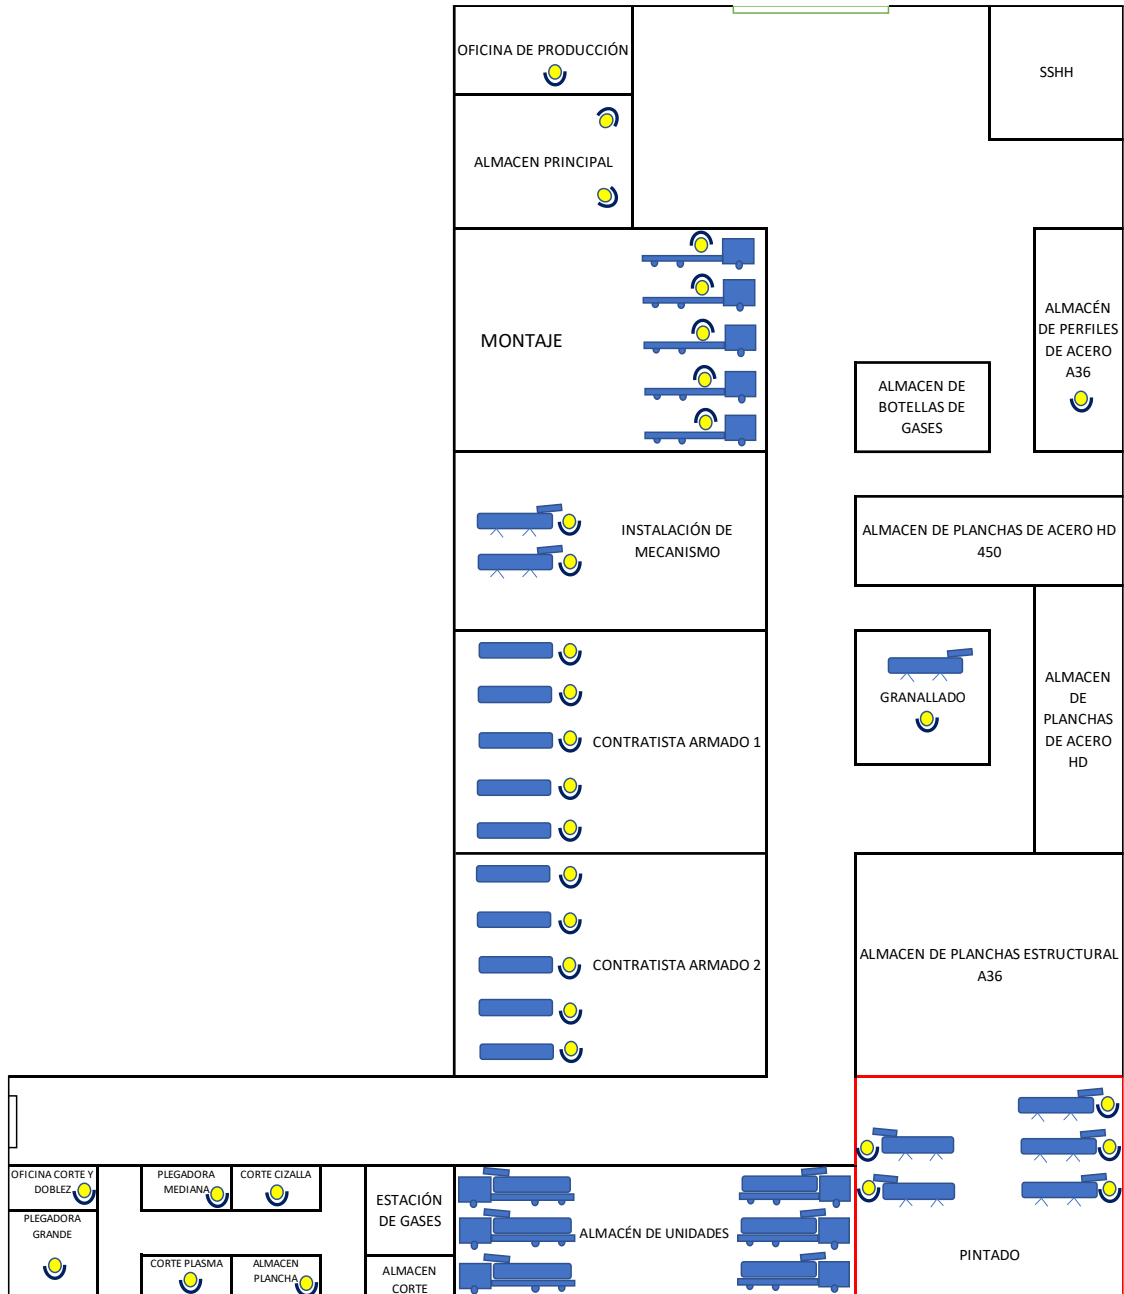 OFICINA DE PRODUCCIÓN
SSHH
ALMACEN PRINCIPAL
MONTAJE
ALMACÉN
DE PERFILES
DE ACERO
A36
ALMACEN DE
BOTELLAS DE
GASES
INSTALACIÓN DE
MECANISMO
ALMACEN DE PLANCHAS DE ACERO HD
450
GRANALLADO
ALMACEN
DE
PLANCHAS
DE ACERO
HD
CONTRATISTA ARMADO 1
CONTRATISTA ARMADO 2
ALMACEN DE PLANCHAS ESTRUCTURAL
A36
OFICINA CORTE Y
DOBLEZ
PLEGADORA
MEDIANA
CORTE CIZALLA
ESTACIÓN
DE GASES
PLEGADORA
GRANDE
ALMACÉN DE UNIDADES
PINTADO
CORTE PLASMA
ALMACEN
PLANCHA
ALMACEN
CORTE